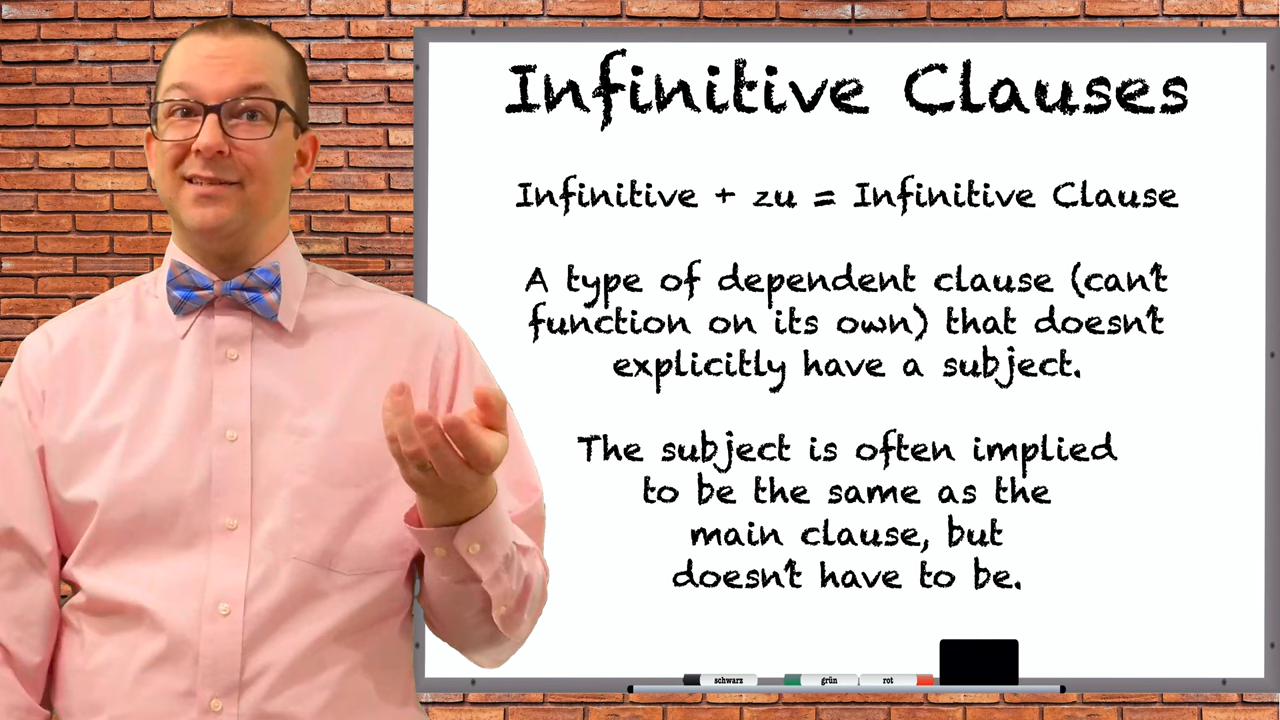 Infinitive Clauses
Infinitive + zu = Infinitive Clause
A type of dependent clause (can't
function on its own) that doesn't
explicitly have a subject.
The subject is often implied
to be the same as the
main clause, but
doesn't have to be.
schwarz
grün
rot